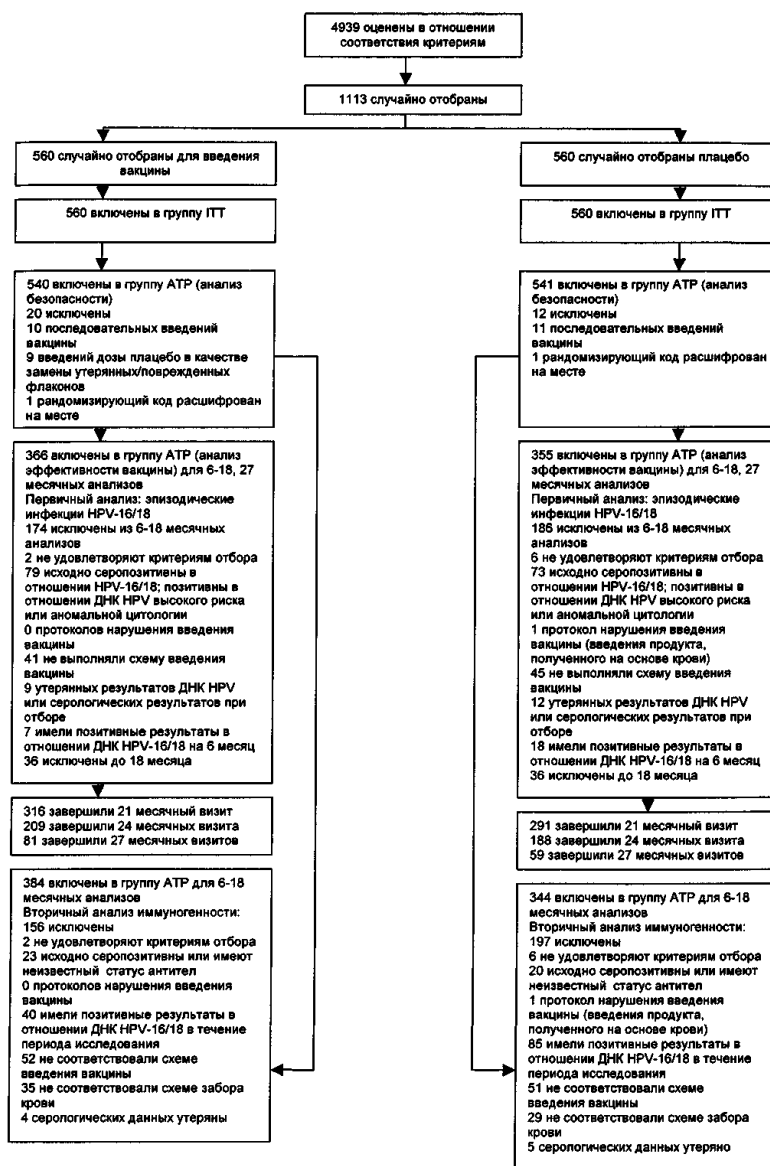 4939 оценены в отношении
соответствия критериям
1113 случайно отобраны
560 случайно отобраны для введения
вакцины
560 включены в группу ITT
540 включены в группу АТР (анализ
безопасности)
20 исключены
10 последовательных введений
вакцины
9 введений дозы плацебо в качестве
замены утерянных/поврежденных
флаконов
1 рандомизирующий код расшифрован
на месте
366 включены в группу АТР (анализ
эффективности вакцины) для 6-18, 27
месячных анализов
Первичный анализ: эпизодические
инфекции HPV-16/18
174 исключены из 6-18 месячных
анализов
2 не удовлетворяют критериям отбора
79 исходно серопозитивны в
отношении HPV-16/18; позитивны в
отношении ДНК HPV высокого риска
или аномальной цитологии
0 протоколов нарушения введения
вакцины
41 не выполняли схему введения
вакцины
9 утерянных результатов ДНК HPV
или серологических результатов при
отборе
7 имели позитивные результаты в
отношении ДНК HPV-16/18 на 6 месяц
36 исключены до 18 месяца
316 завершили 21 месячный визит
209 завершили 24 месячных визита
81 завершили 27 месячных визитов
384 включены в группу АТР для 6-18
месячных анализов
Вторичный анализ иммуногенности:
156 исключены
2 не удовлетворяют критериям отбора
23 исходно серопозитивны или имеют
неизвестный статус антител
0 протоколов нарушения введения
вакцины
40 имели позитивные результаты в
отношении ДНК HPV-16/18 в течение
периода исследования
52 не соответствовали схеме
введения вакцины
35 не соответствовали схеме забора
крови
4 серологических данных утеряны
560 случайно отобраны плацебо
560 включены в группу ITT
541 включены в группу АТР (анализ
безопасности)
12 исключены
11 последовательных введений
вакцины
1 рандомизирующий код расшифрован
на месте
355 включены в группу АТР (анализ
эффективности вакцины) для 6-18, 27
месячных анализов
Первичный анализ: эпизодические
инфекции HPV-16/18
186 исключены из 6-18 месячных
анализов
6 не удовлетворяют критериям отбора
73 исходно серопозитивны в
отношении HPV-16/18; позитивны в
отношении ДНК HPV высокого риска
или аномальной цитологии
1 протокол нарушения введения
вакцины (введения продукта,
полученного на основе крови)
45 не выполняли схему введения
вакцины
12 утерянных результатов ДНК HPV
или серологических результатов при
отборе
18 имели позитивные результаты в
отношении ДНК HPV-16/18 на 6 месяц
36 исключены до 18 месяца
291 завершили 21 месячный визит
188 завершили 24 месячных визита
59 завершили 27 месячных визитов
344 включены в группу АТР для 6-18
месячных анализов
Вторичный анализ иммуногенности:
197 исключены
6 не удовлетворяют критериям отбора
20 исходно серопозитивны или имеют
неизвестный статус антител
1 протокол нарушения введения
вакцины (введения продукта,
полученного на основе крови)
85 имели позитивные результаты в
отношении ДНК HPV-16/18 в течение
периода исследования
51 не соответствовали схеме
введения вакцины
29 не соответствовали схеме забора
крови
5 серологических данных утеряно